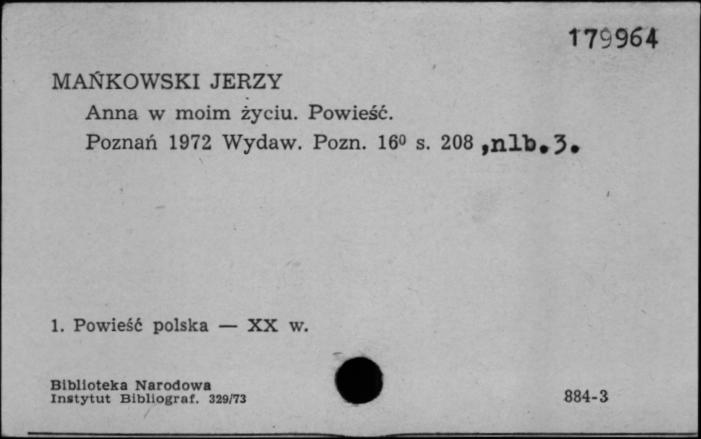 179964
MAŃKOWSKI JERZY
Anna w moim życiu. Powieść.
Poznań 1972 Wydaw. Pozn. 16⁰ s. 208 ,nlb.3.
1. Powieść polska — XX w.
Biblioteka Narodowa
Instytut Bibliograf. 329/73
884-3